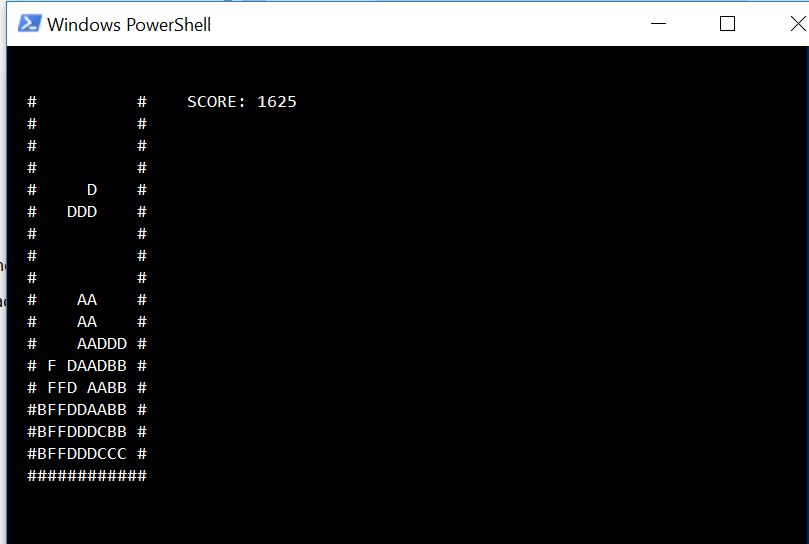 Windows PowerShell
#          #    SCORE: 1625
#          #
#          #
#          #
#     D    #
#   DDD    #
#          #
#          #
#          #
#    AA    #
#    AA    #
#    AADDD #
# F DAADBB #
# FFD AABB #
#BFFDDAABB #
#BFFDDDCBB #
#BFFDDDCCC #
############